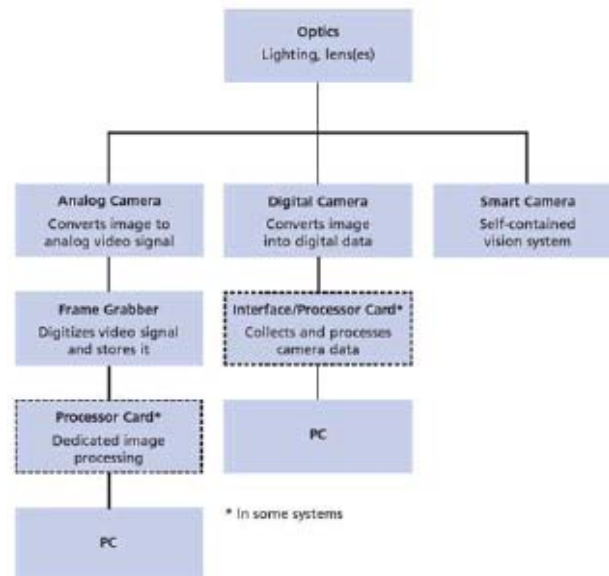 Optics
Lighting, lens(es)
Analog Camera
Converts image to
analog video signal
Digital Camera
Converts image
into digital data
Smart Camera
Self-contained
vision system
Frame Grabber
Digitizes video signal
and stores it
Interface/Processor Card*
Collects and processes
camera data
Processor Card*
Dedicated image
processing
PC
* In some systems
PC